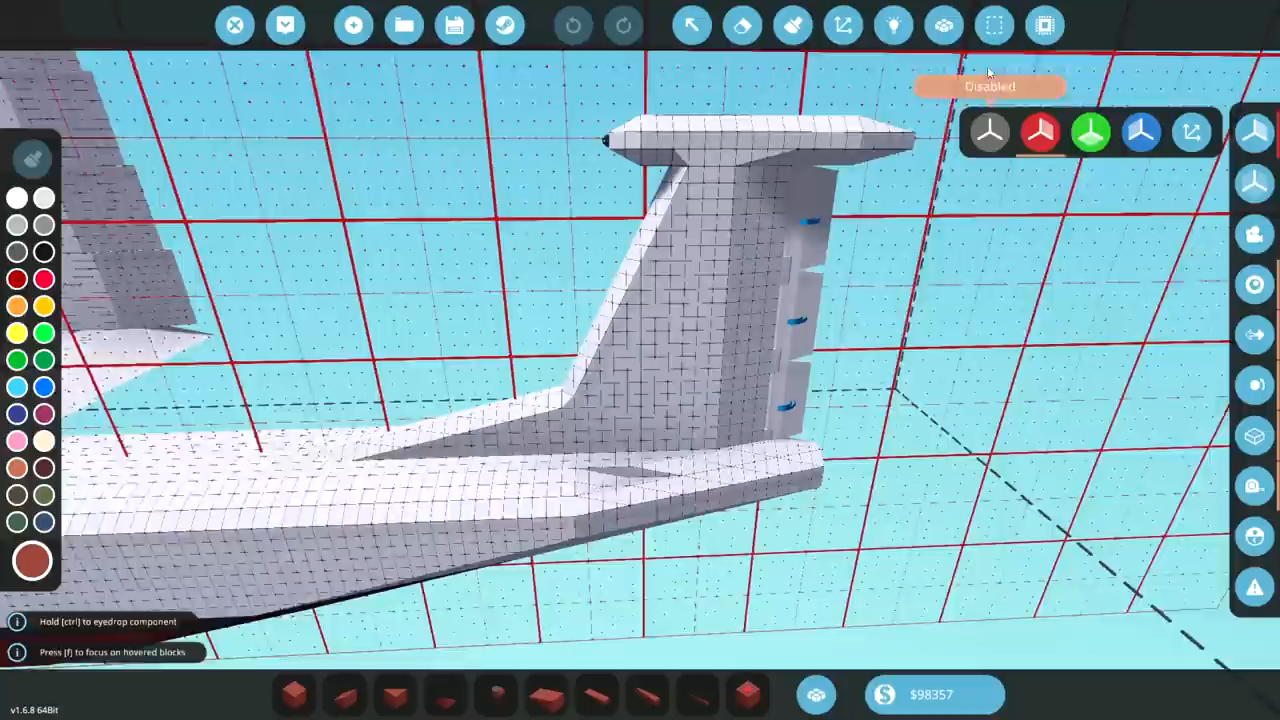 Disabled
Hold [ctrl] to eyedrop component
Press [f] to focus on hovered blocks
$98357
v1.6.8 64Bit